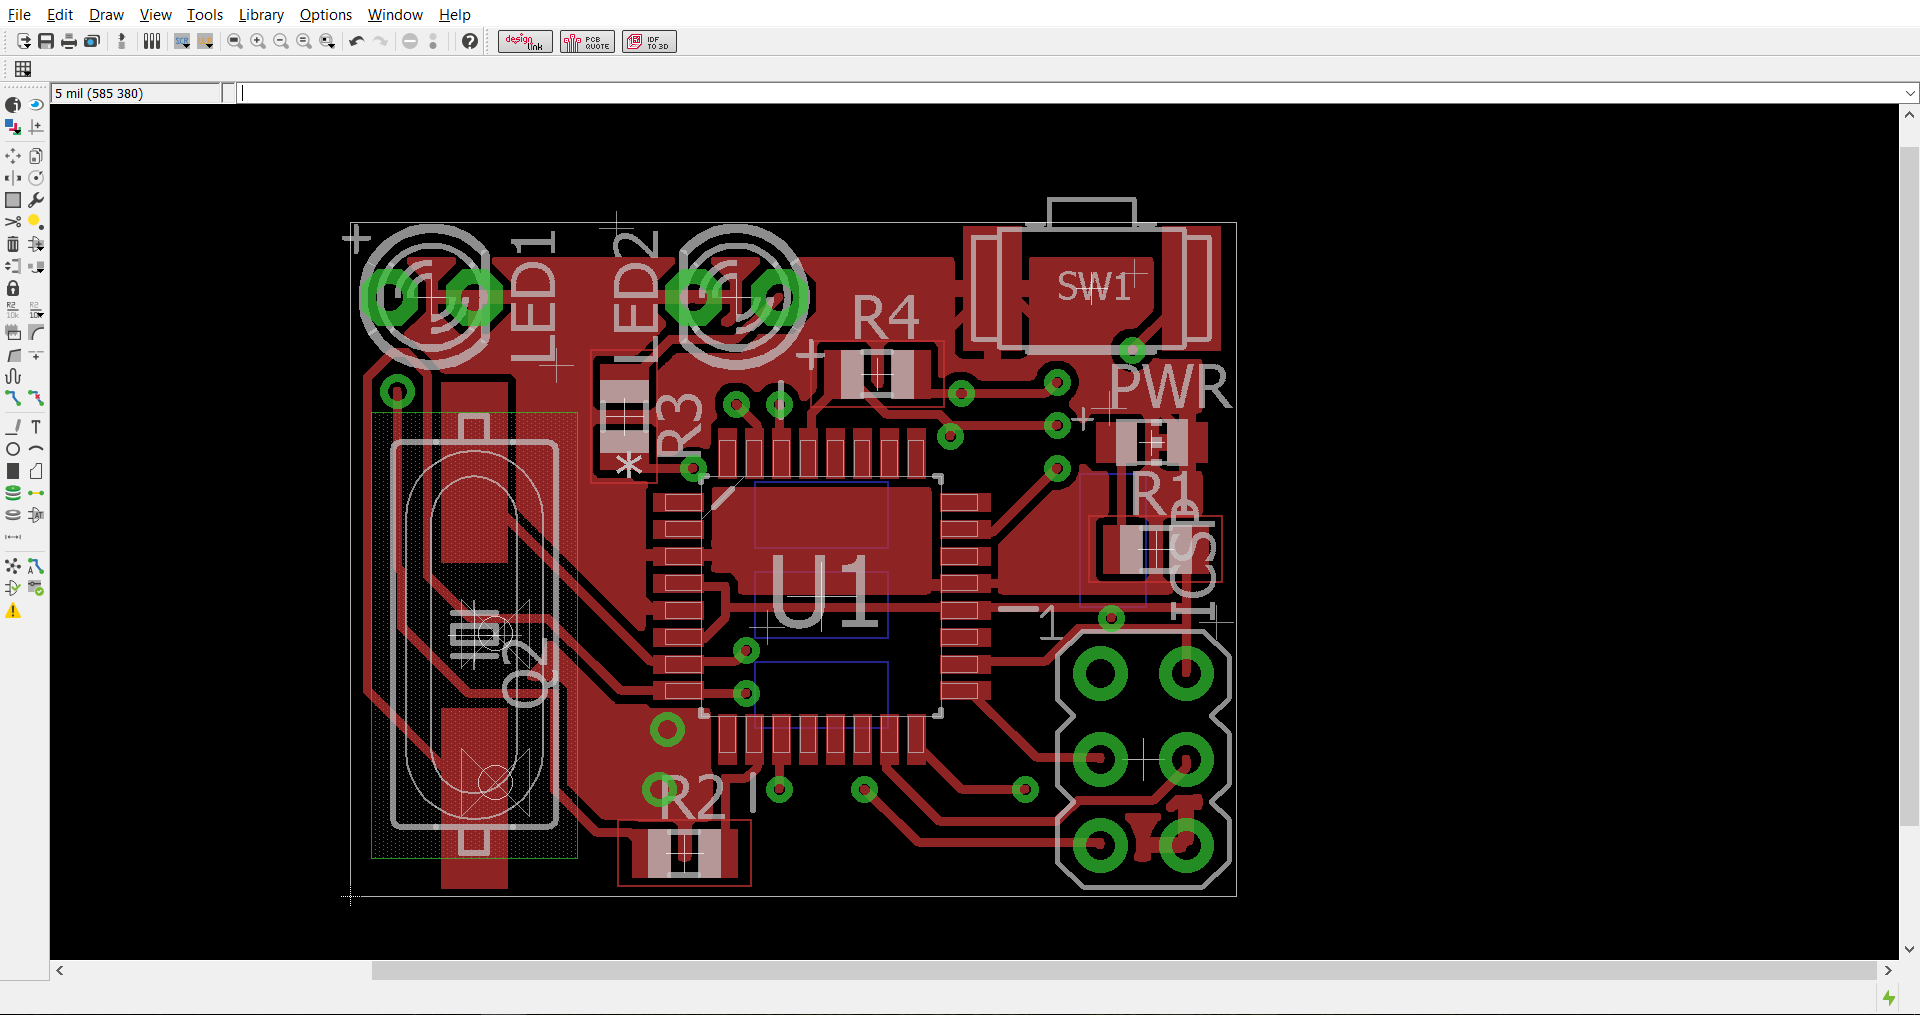 File Edit Draw View Tools Library Options Window Help
design link PCB QUOTE IDF TO 3D
5 mil (585 380)
LED1
LED2
SW1
R4
PWR
R3
R1
ICSP
U1
1
Q2
R2